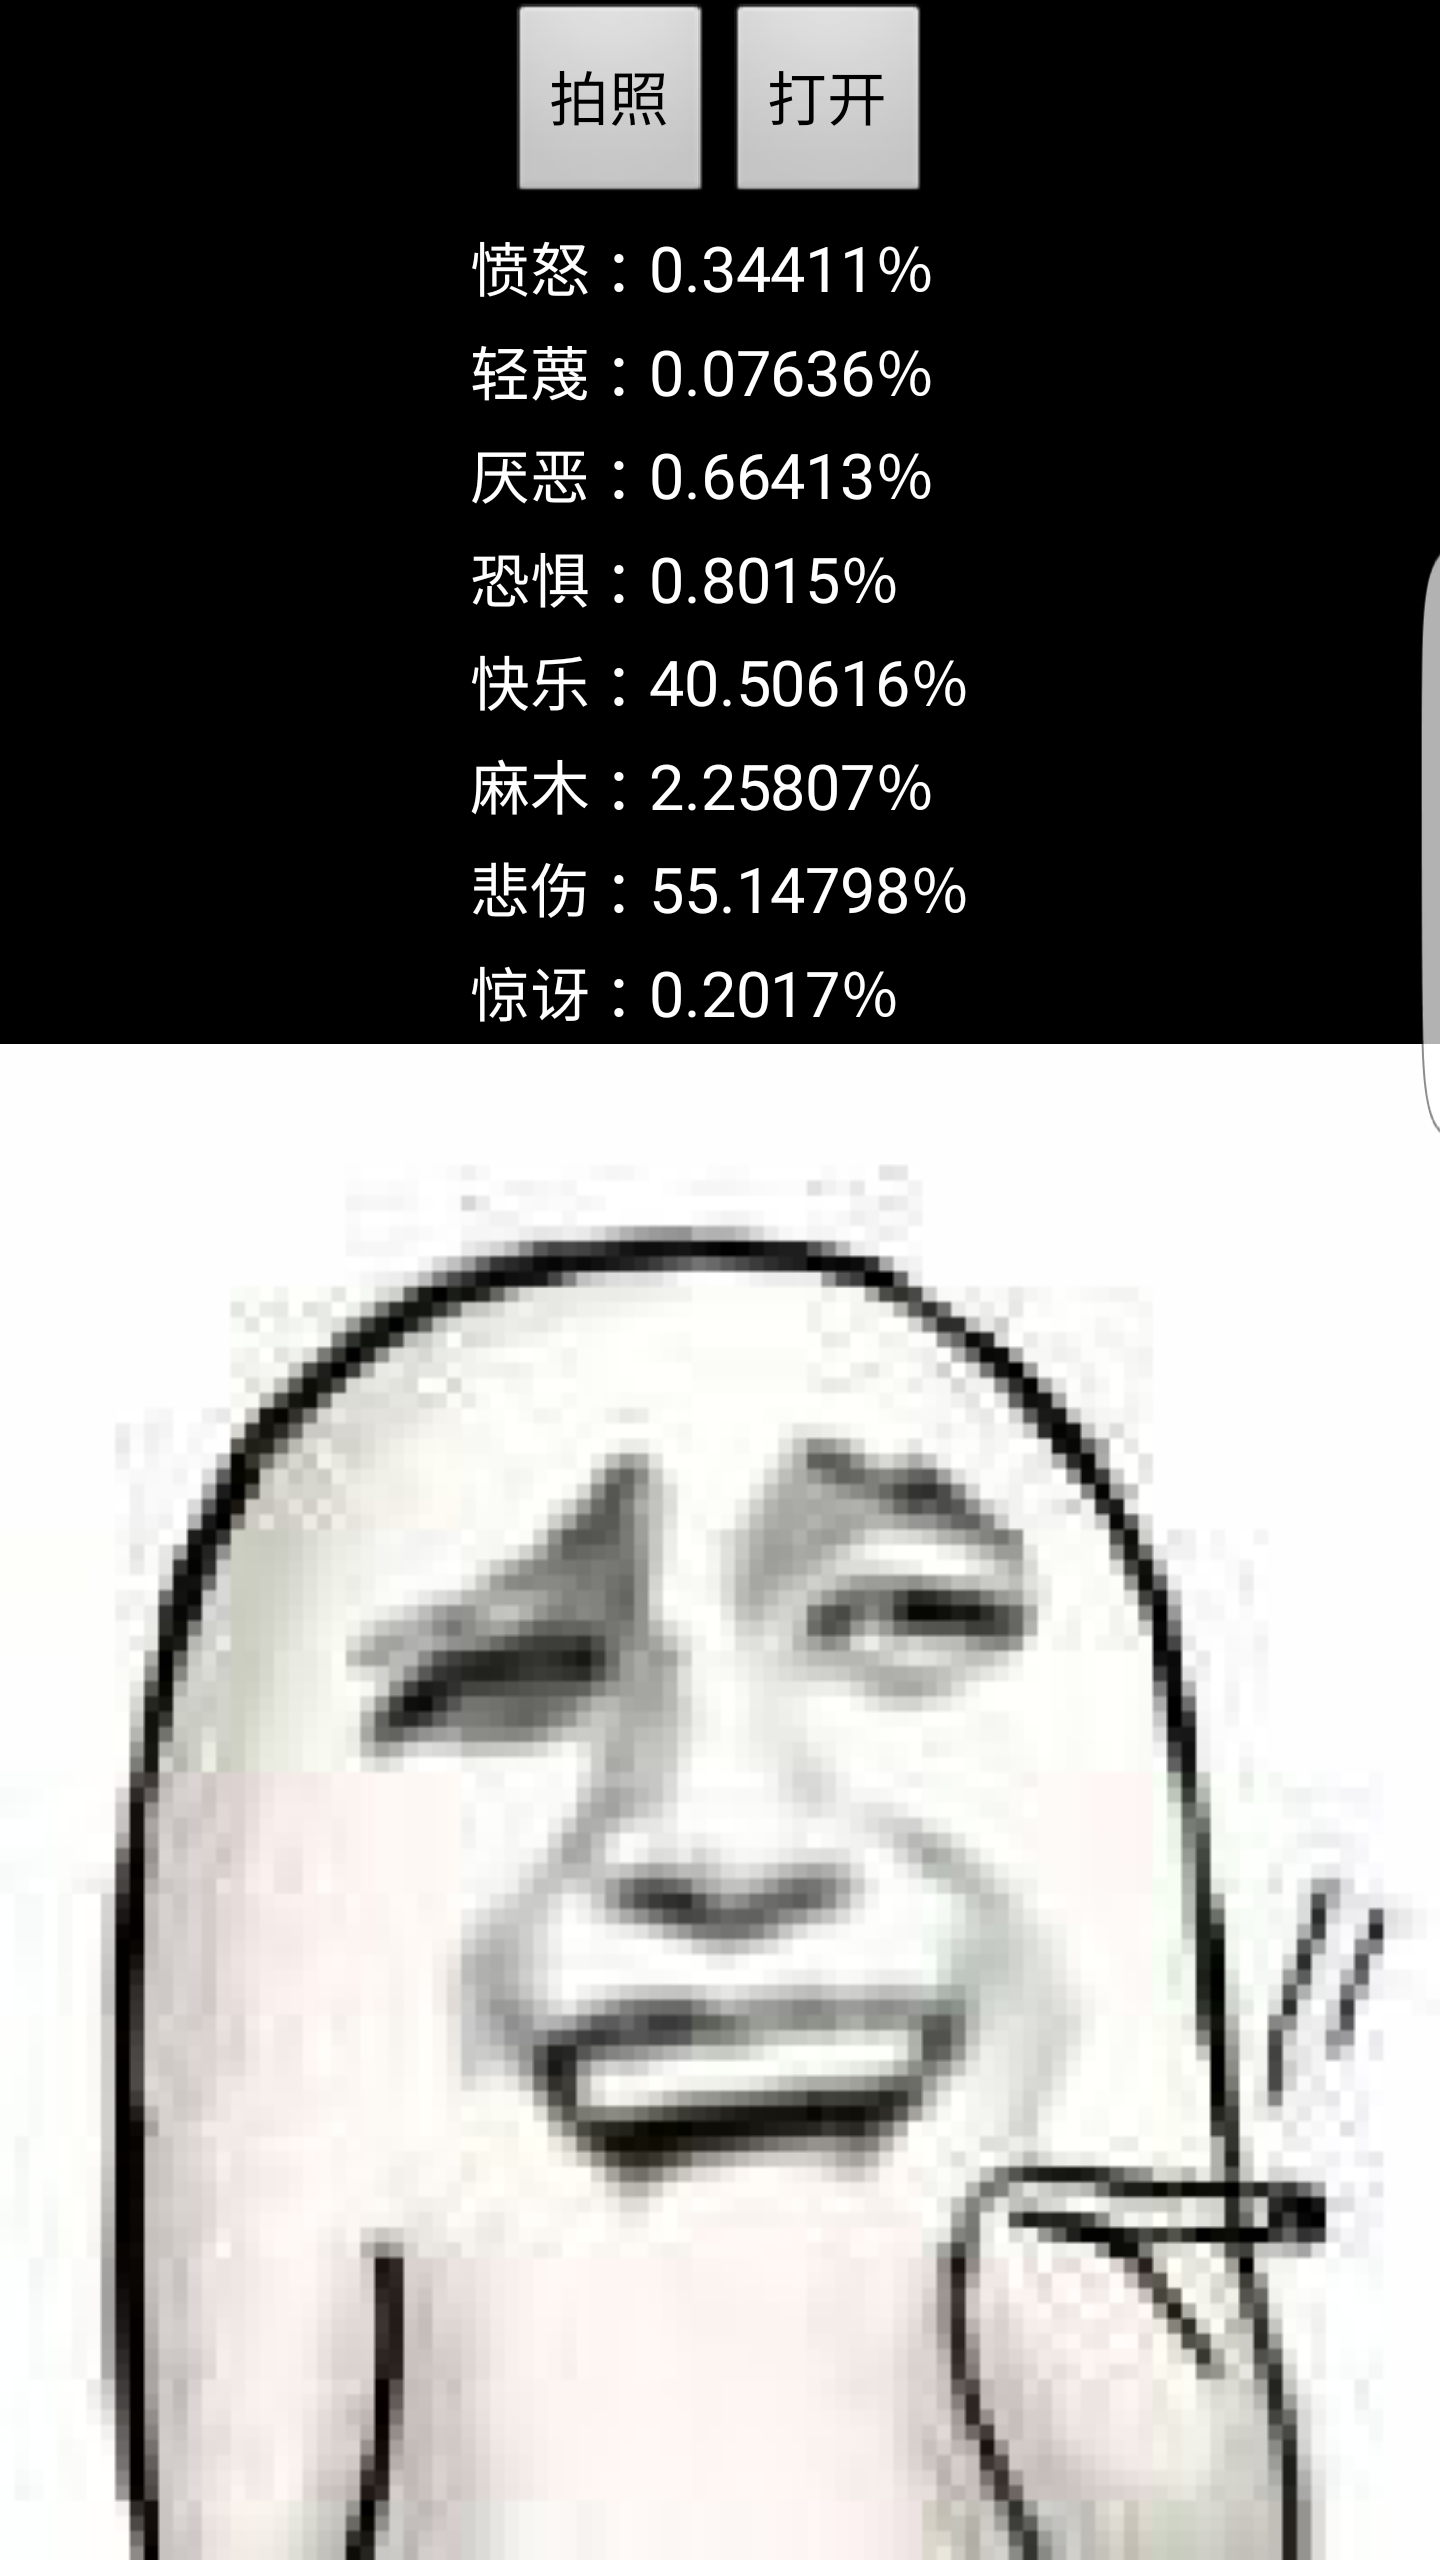 拍照 打开
愤怒：0.34411%
轻蔑：0.07636%
厌恶：0.66413%
恐惧：0.8015%
快乐：40.50616%
麻木：2.25807%
悲伤：55.14798%
惊讶：0.2017%